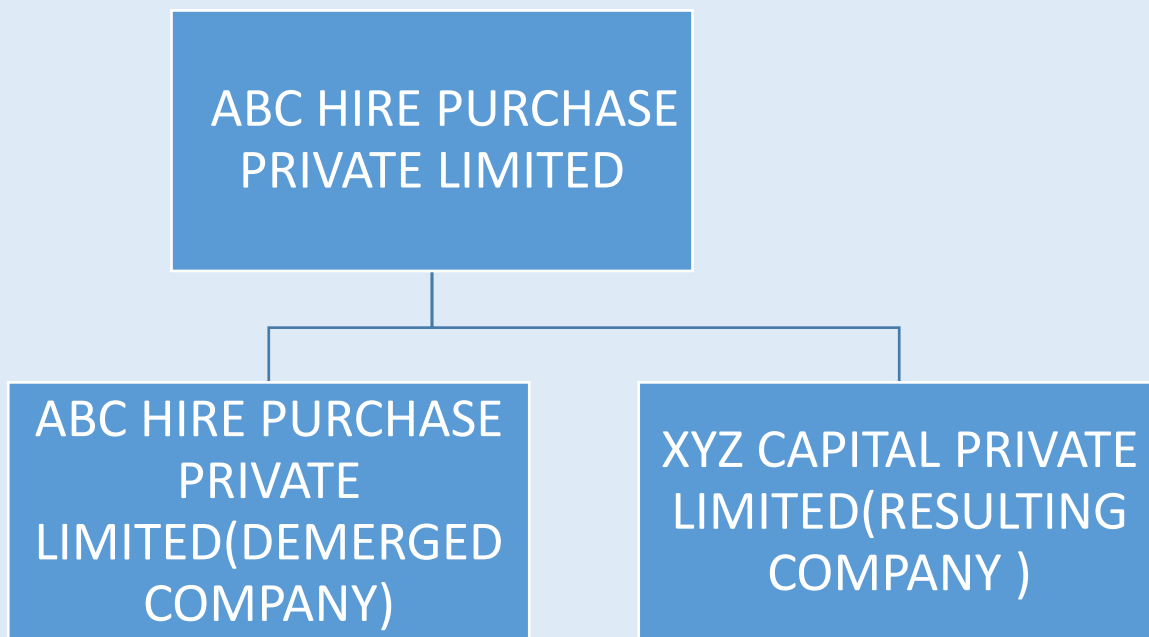 ABC HIRE PURCHASE
PRIVATE LIMITED
ABC HIRE PURCHASE
PRIVATE
LIMITED(DEMERGED
COMPANY)
XYZ CAPITAL PRIVATE
LIMITED(RESULTING
COMPANY )